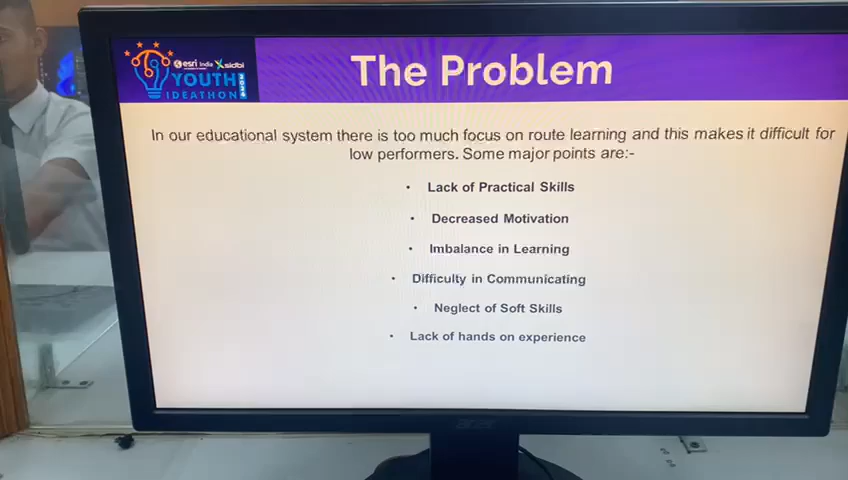 esri India sidbi
YOUTH
IDEATHON
The Problem
In our educational system there is too much focus on route learning and this makes it difficult for
low performers. Some major points are:-
• Lack of Practical Skills
• Decreased Motivation
• Imbalance in Learning
• Difficulty in Communicating
• Neglect of Soft Skills
• Lack of hands on experience
acer